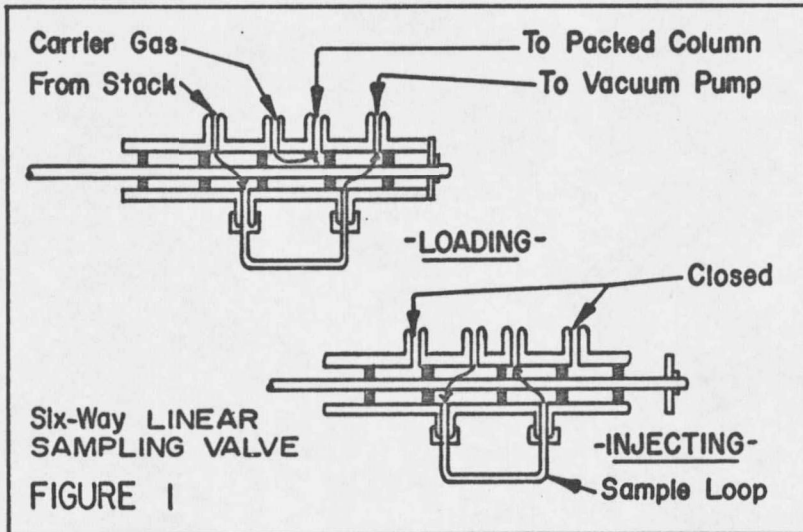 Carrier Gas
From Stack
To Packed Column
To Vacuum Pump
-LOADING-
Closed
Six-Way LINEAR
SAMPLING VALVE
-INJECTING-
FIGURE 1
Sample Loop